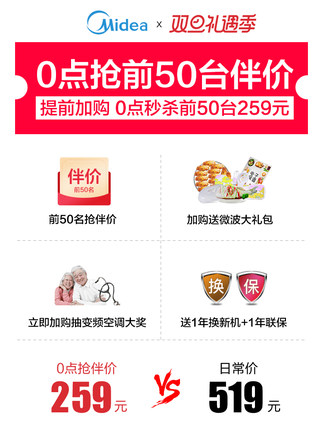 Midea x 双旦礼遇季
0点抢前50台伴价
提前加购 0点秒杀前50台259元
伴价
前50名
前50名抢伴价
加购送微波大礼包
立即加购抽变频空调大奖
换 保
送1年换新机+1年联保
0点抢伴价
259元
VS
日常价
519元